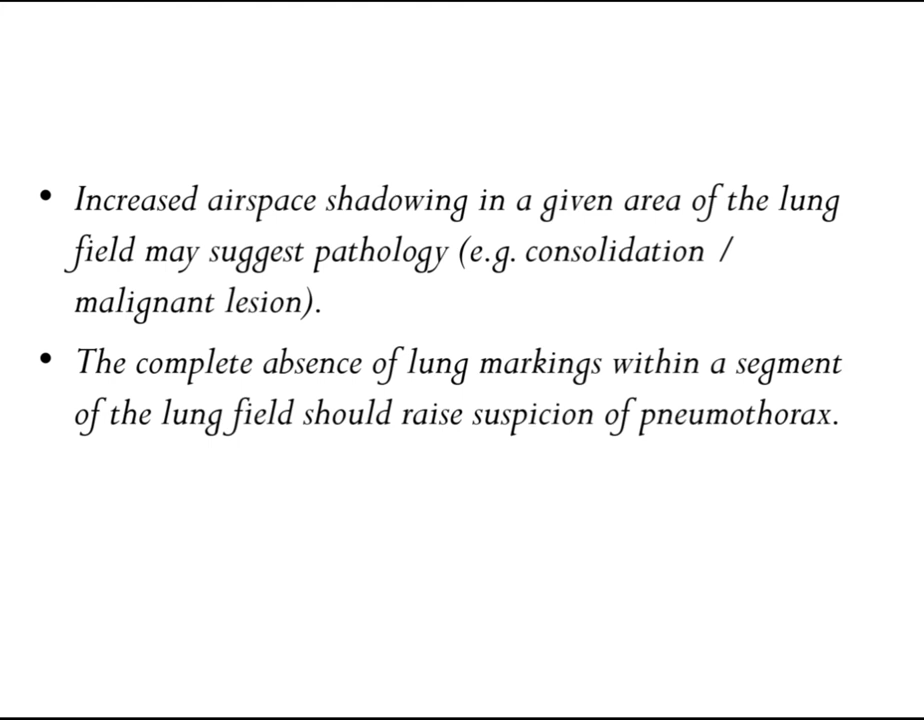 • Increased airspace shadowing in a given area of the lung
field may suggest pathology (e.g. consolidation /
malignant lesion).
• The complete absence of lung markings within a segment
of the lung field should raise suspicion of pneumothorax.